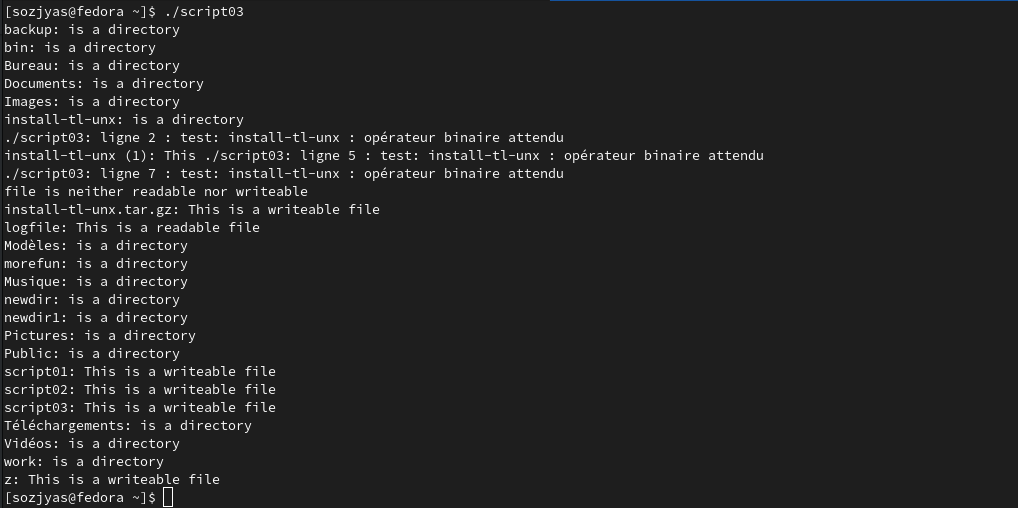 [sozjyas@fedora ~]$ ./script03
backup: is a directory
bin: is a directory
Bureau: is a directory
Documents: is a directory
Images: is a directory
install-tl-unx: is a directory
./script03: ligne 2 : test: install-tl-unx : opérateur binaire attendu
install-tl-unx (1): This ./script03: ligne 5 : test: install-tl-unx : opérateur binaire attendu
./script03: ligne 7 : test: install-tl-unx : opérateur binaire attendu
file is neither readable nor writeable
install-tl-unx.tar.gz: This is a writeable file
logfile: This is a readable file
Modèles: is a directory
morefun: is a directory
Musique: is a directory
newdir: is a directory
newdir1: is a directory
Pictures: is a directory
Public: is a directory
script01: This is a writeable file
script02: This is a writeable file
script03: This is a writeable file
Téléchargements: is a directory
Vidéos: is a directory
work: is a directory
z: This is a writeable file
[sozjyas@fedora ~]$